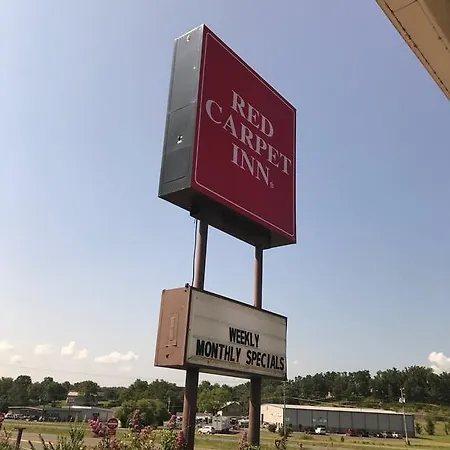 RED
CARPET
INN®
WEEKLY
MONTHLY SPECIALS